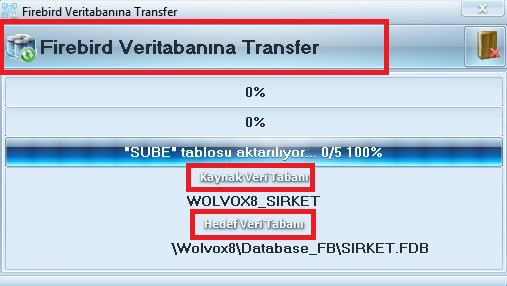 Firebird Veritabanına Transfer
Firebird Veritabanına Transfer
0%
0%
"SUBE" tablosu aktarılıyor... 0/5 100%
Kaynak Veri Tabanı
WOLVOX8_SIRKET
Hedef Veri Tabanı
\Wolvox8\Database_FB\SIRKET.FDB